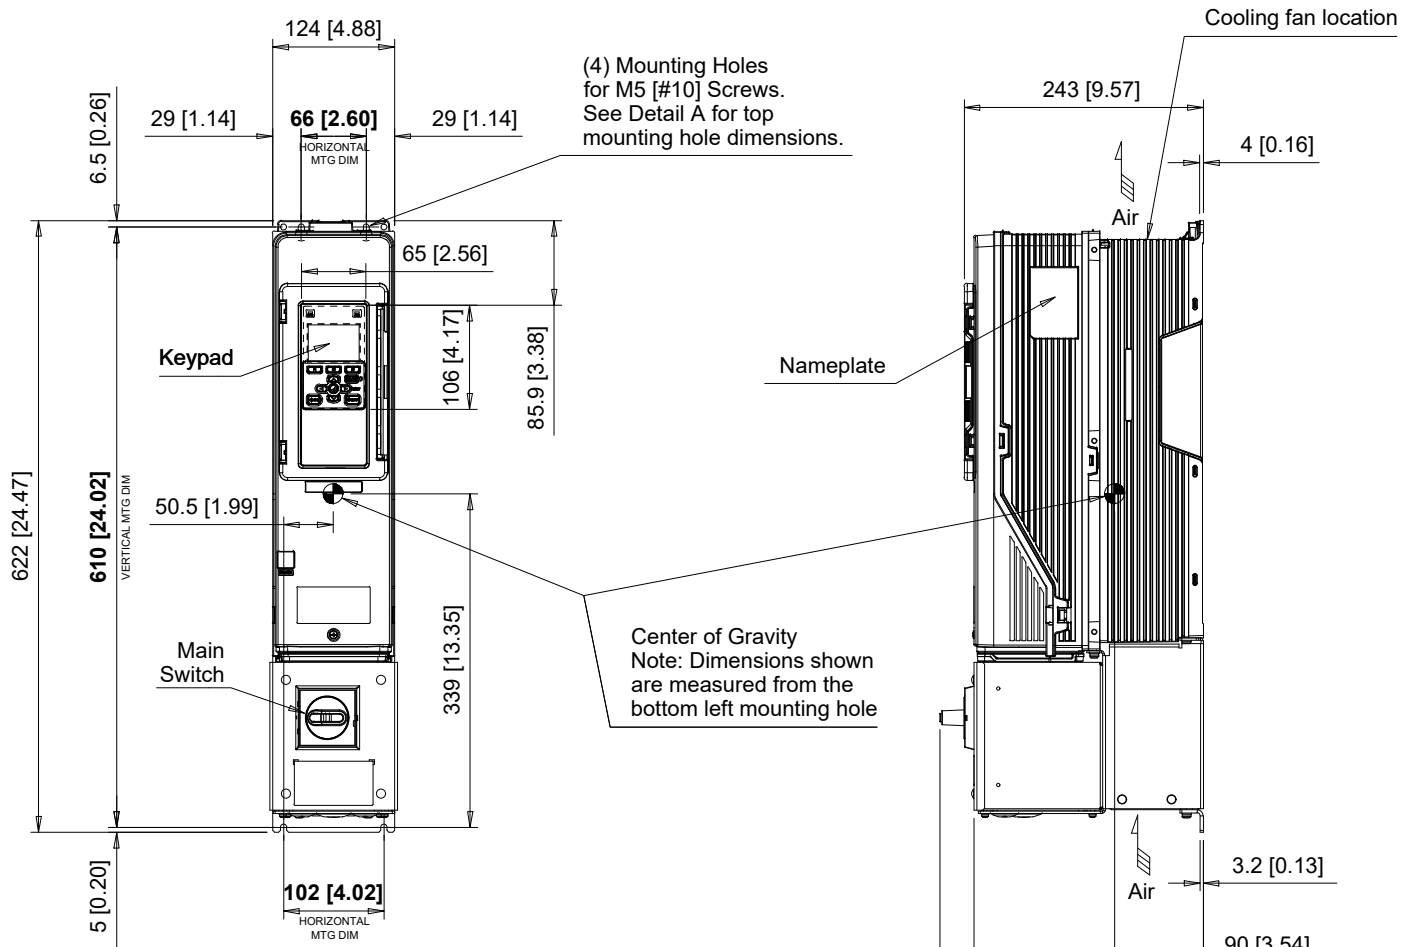 Cooling fan location
124 [4.88]
(4) Mounting Holes
for M5 [#10] Screws.
See Detail A for top
mounting hole dimensions.
243 [9.57]
6.5 [0.26]
29 [1.14]
66 [2.60]
HORIZONTAL
MTG DIM
29 [1.14]
4 [0.16]
Air
65 [2.56]
Keypad
106 [4.17]
85.9 [3.38]
Nameplate
622 [24.47]
610 [24.02]
VERTICAL MTG DIM
50.5 [1.99]
339 [13.35]
Main
Switch
Center of Gravity
Note: Dimensions shown
are measured from the
bottom left mounting hole
5 [0.20]
102 [4.02]
HORIZONTAL
MTG DIM
Air
3.2 [0.13]
90 [3.54]